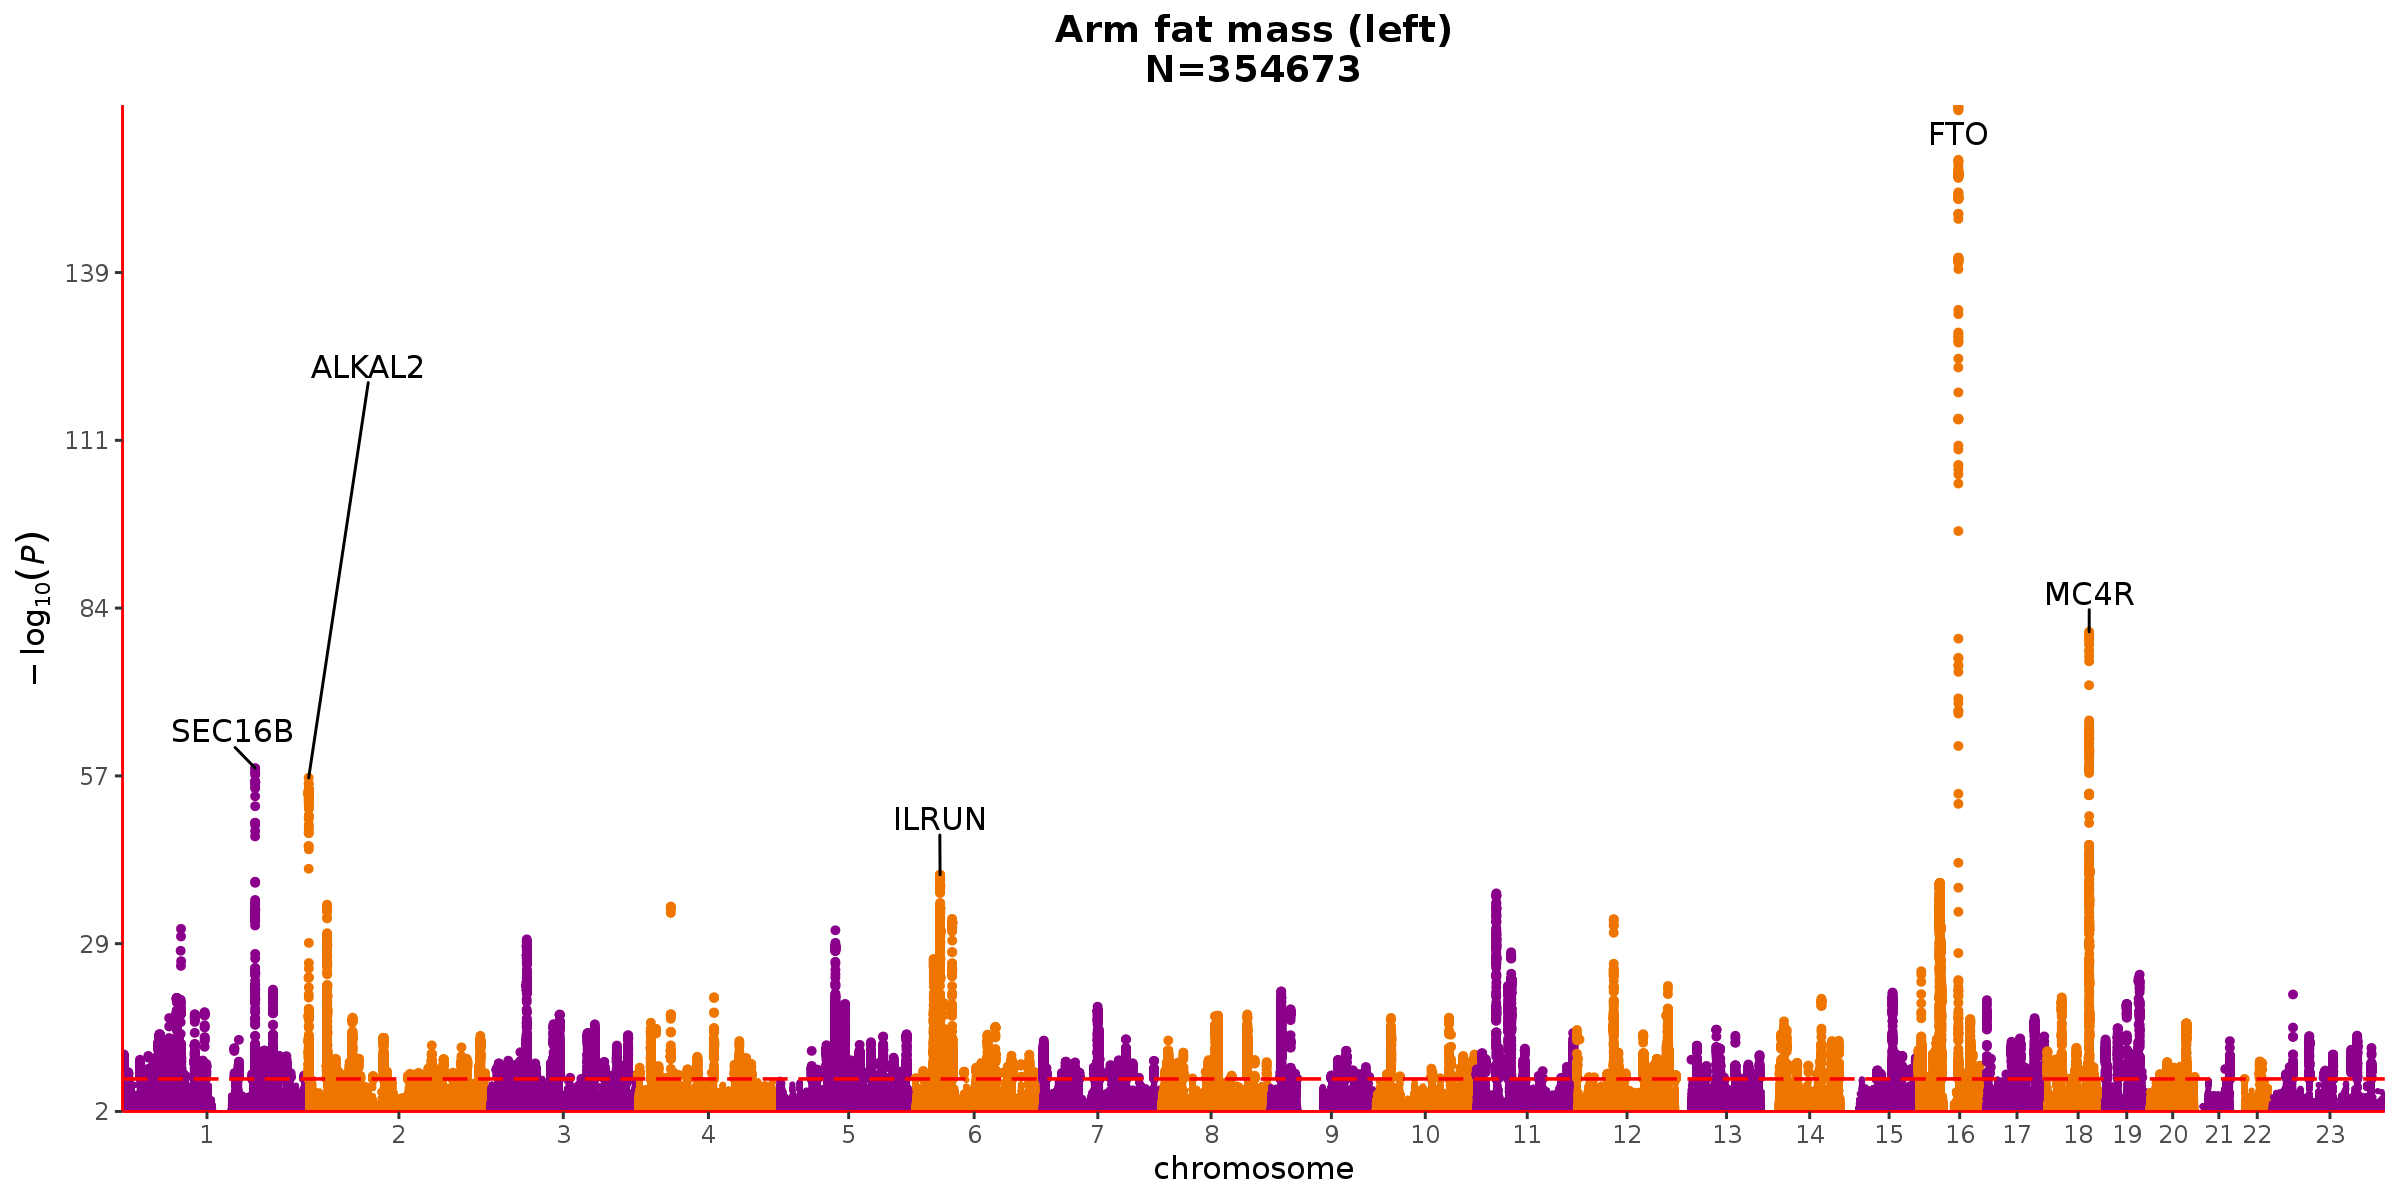 Arm fat mass (left)
N=354673
FTO
139
ALKAL2
111
MC4R
84
SEC16B
57
ILRUN
29
2
−log10(P)
1 2 3 4 5 6 7 8 9 10 11 12 13 14 15 16 17 18 19 20 21 22 23
chromosome